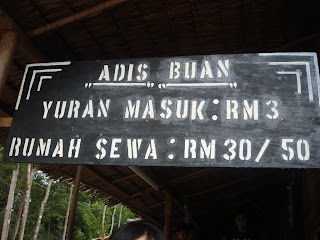 ADIS BUAN
YURAN MASUK: RM 3
RUMAH SEWA: RM 30/50